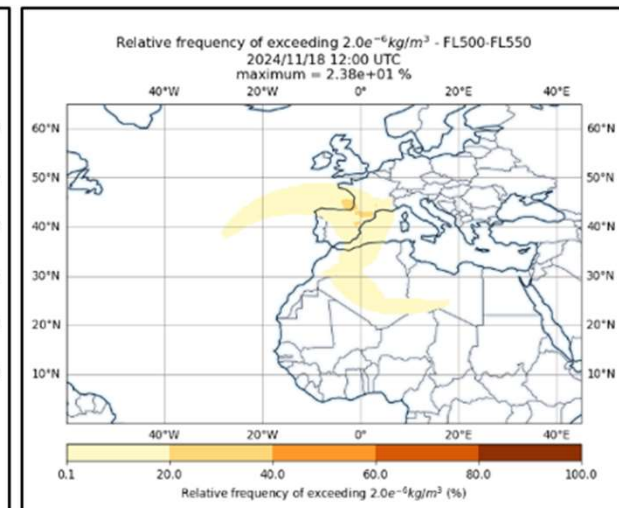 Relative frequency of exceeding 2.0e⁻⁶kg/m³ - FL500-FL550
2024/11/18 12:00 UTC
maximum = 2.38e+01 %
40°W 20°W 0° 20°E 40°E
60°N 60°N
50°N 50°N
40°N 40°N
30°N 30°N
20°N 20°N
10°N 10°N
40°W 20°W 0° 20°E 40°E
0.1 20.0 40.0 60.0 80.0 100.0
Relative frequency of exceeding 2.0e⁻⁶kg/m³ (%)